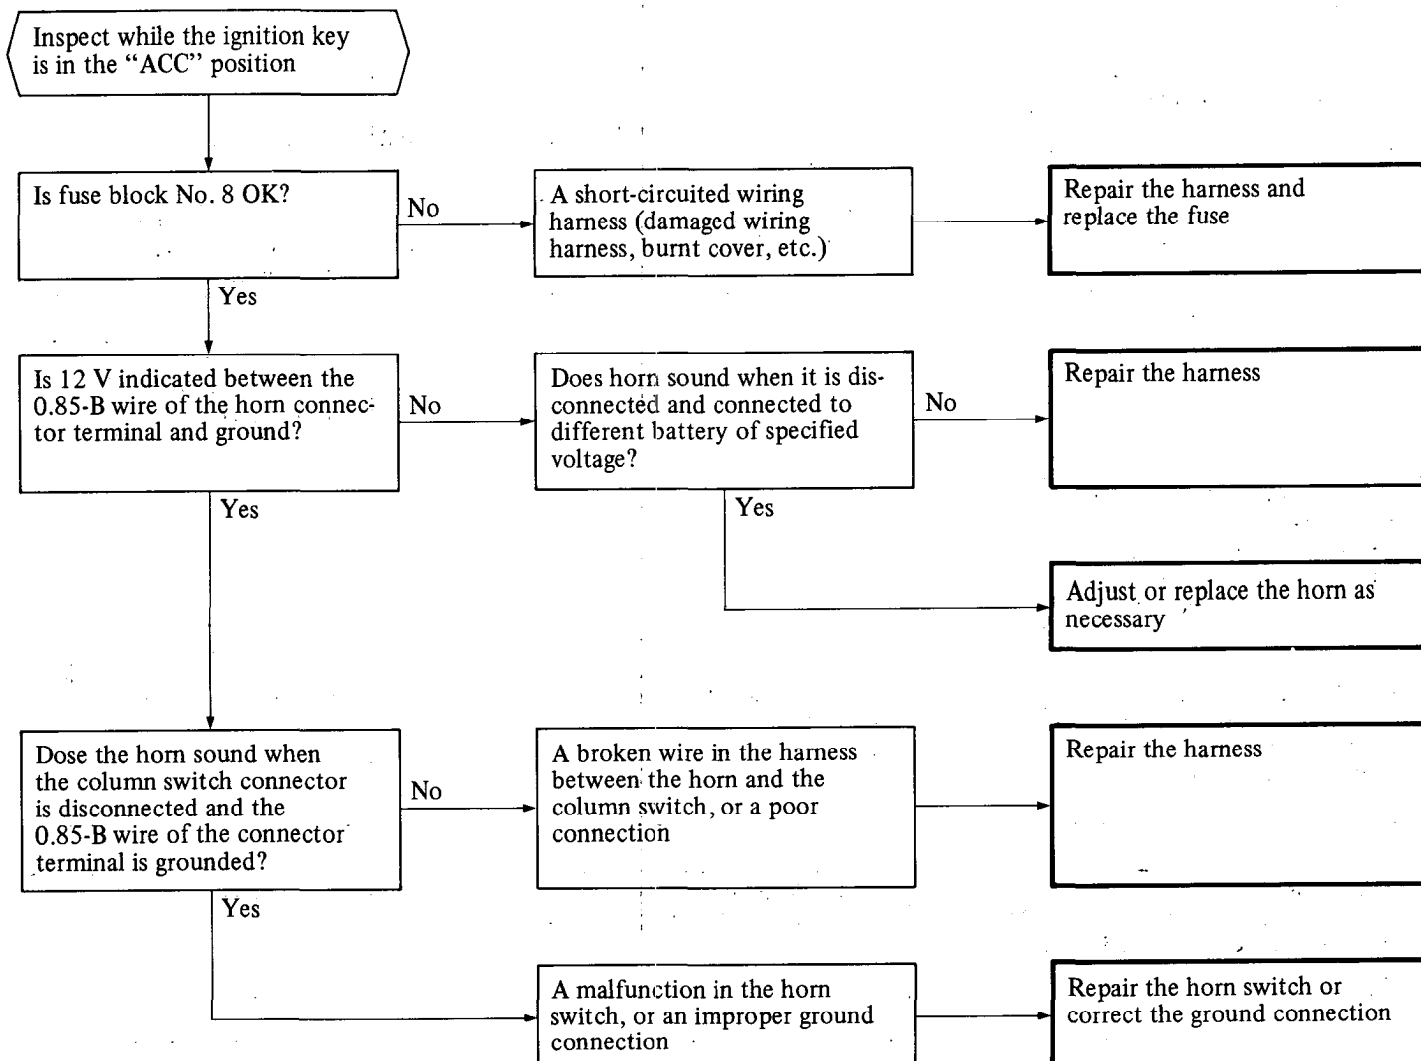 Inspect while the ignition key
is in the “ACC” position
Is fuse block No. 8 OK?
No
A short-circuited wiring
harness (damaged wiring
harness, burnt cover, etc.)
Repair the harness and
replace the fuse
Yes
Is 12 V indicated between the
0.85-B wire of the horn connec-
tor terminal and ground?
No
Does horn sound when it is dis-
connected and connected to
different battery of specified
voltage?
No
Repair the harness
Yes
Yes
Adjust or replace the horn as
necessary
Dose the horn sound when
the column switch connector
is disconnected and the
0.85-B wire of the connector
terminal is grounded?
No
A broken wire in the harness
between the horn and the
column switch, or a poor
connection
Repair the harness
Yes
A malfunction in the horn
switch, or an improper ground
connection
Repair the horn switch or
correct the ground connection